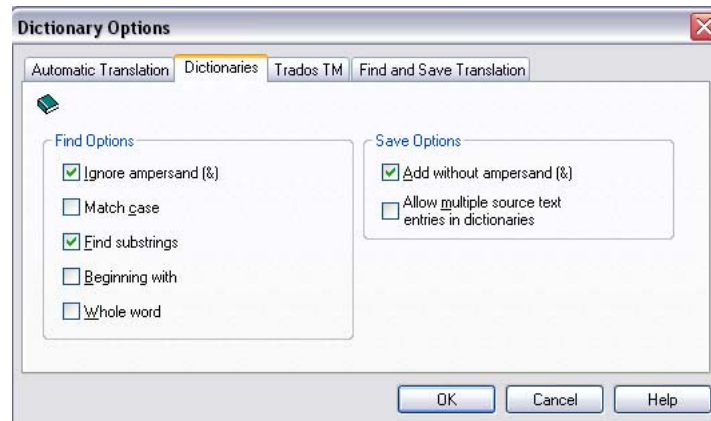 Dictionary Options
Automatic Translation Dictionaries Trados TM Find and Save Translation
Find Options
Ignore ampersand (&)
Match case
Find substrings
Beginning with
Whole word
Save Options
Add without ampersand (&)
Allow multiple source text
entries in dictionaries
OK Cancel Help